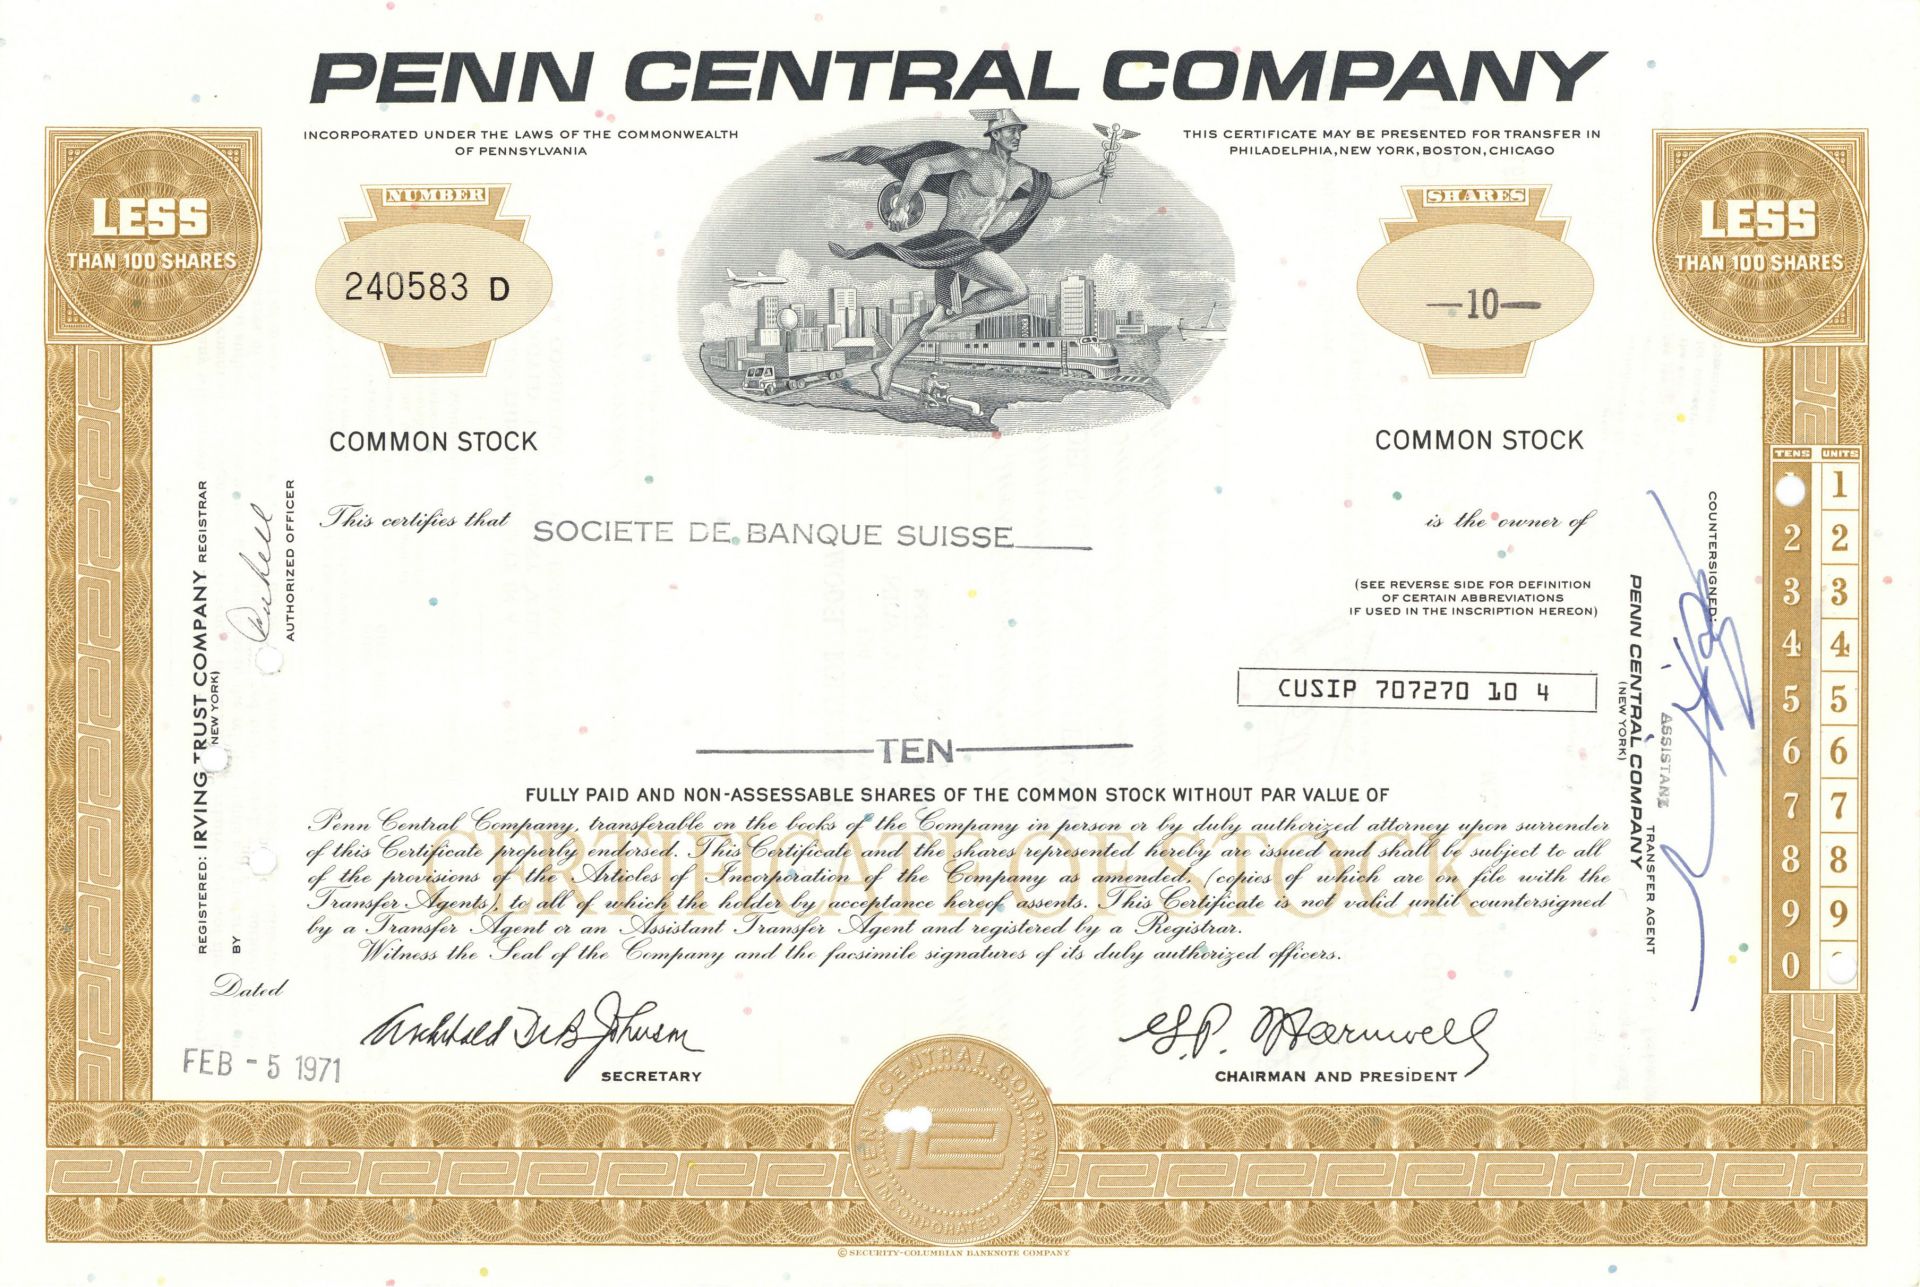 PENN CENTRAL COMPANY
INCORPORATED UNDER THE LAWS OF THE COMMONWEALTH
OF PENNSYLVANIA
THIS CERTIFICATE MAY BE PRESENTED FOR TRANSFER IN
PHILADELPHIA, NEW YORK, BOSTON, CHICAGO
LESS
THAN 100 SHARES
NUMBER
240583 D
SHARES
—10—
LESS
THAN 100 SHARES
COMMON STOCK
COMMON STOCK
This certifies that SOCIETE DE BANQUE SUISSE
is the owner of
(SEE REVERSE SIDE FOR DEFINITION
OF CERTAIN ABBREVIATIONS
IF USED IN THE INSCRIPTION HEREON)
CUSIP 707270 10 4
TEN
FULLY PAID AND NON-ASSESSABLE SHARES OF THE COMMON STOCK WITHOUT PAR VALUE OF
CERTIFICATE OF STOCK
Penn Central Company, transferable on the books of the Company in person or by duly authorized attorney upon surrender
of this Certificate properly endorsed. This Certificate and the shares represented hereby are issued and shall be subject to all
of the provisions of the Articles of Incorporation of the Company as amended, (copies of which are on file with the
Transfer Agents), to all of which the holder by acceptance hereof assents. This Certificate is not valid until countersigned
by a Transfer Agent or an Assistant Transfer Agent and registered by a Registrar.
Witness the Seal of the Company and the facsimile signatures of its duly authorized officers.
REGISTERED: IRVING TRUST COMPANY REGISTRAR
(NEW YORK)
BY
AUTHORIZED OFFICER
COUNTERSIGNED:
PENN CENTRAL COMPANY
(NEW YORK)
TRANSFER AGENT
TENS UNITS
1
2 2
3 3
4 4
5 5
6 6
7 7
8 8
9 9
0
Dated
FEB - 5 1971
Archibald De B Johnson
SECRETARY
S.P. Marnwell
CHAIRMAN AND PRESIDENT
PENN CENTRAL COMPANY
INCORPORATED
© SECURITY-COLUMBIAN BANKNOTE COMPANY